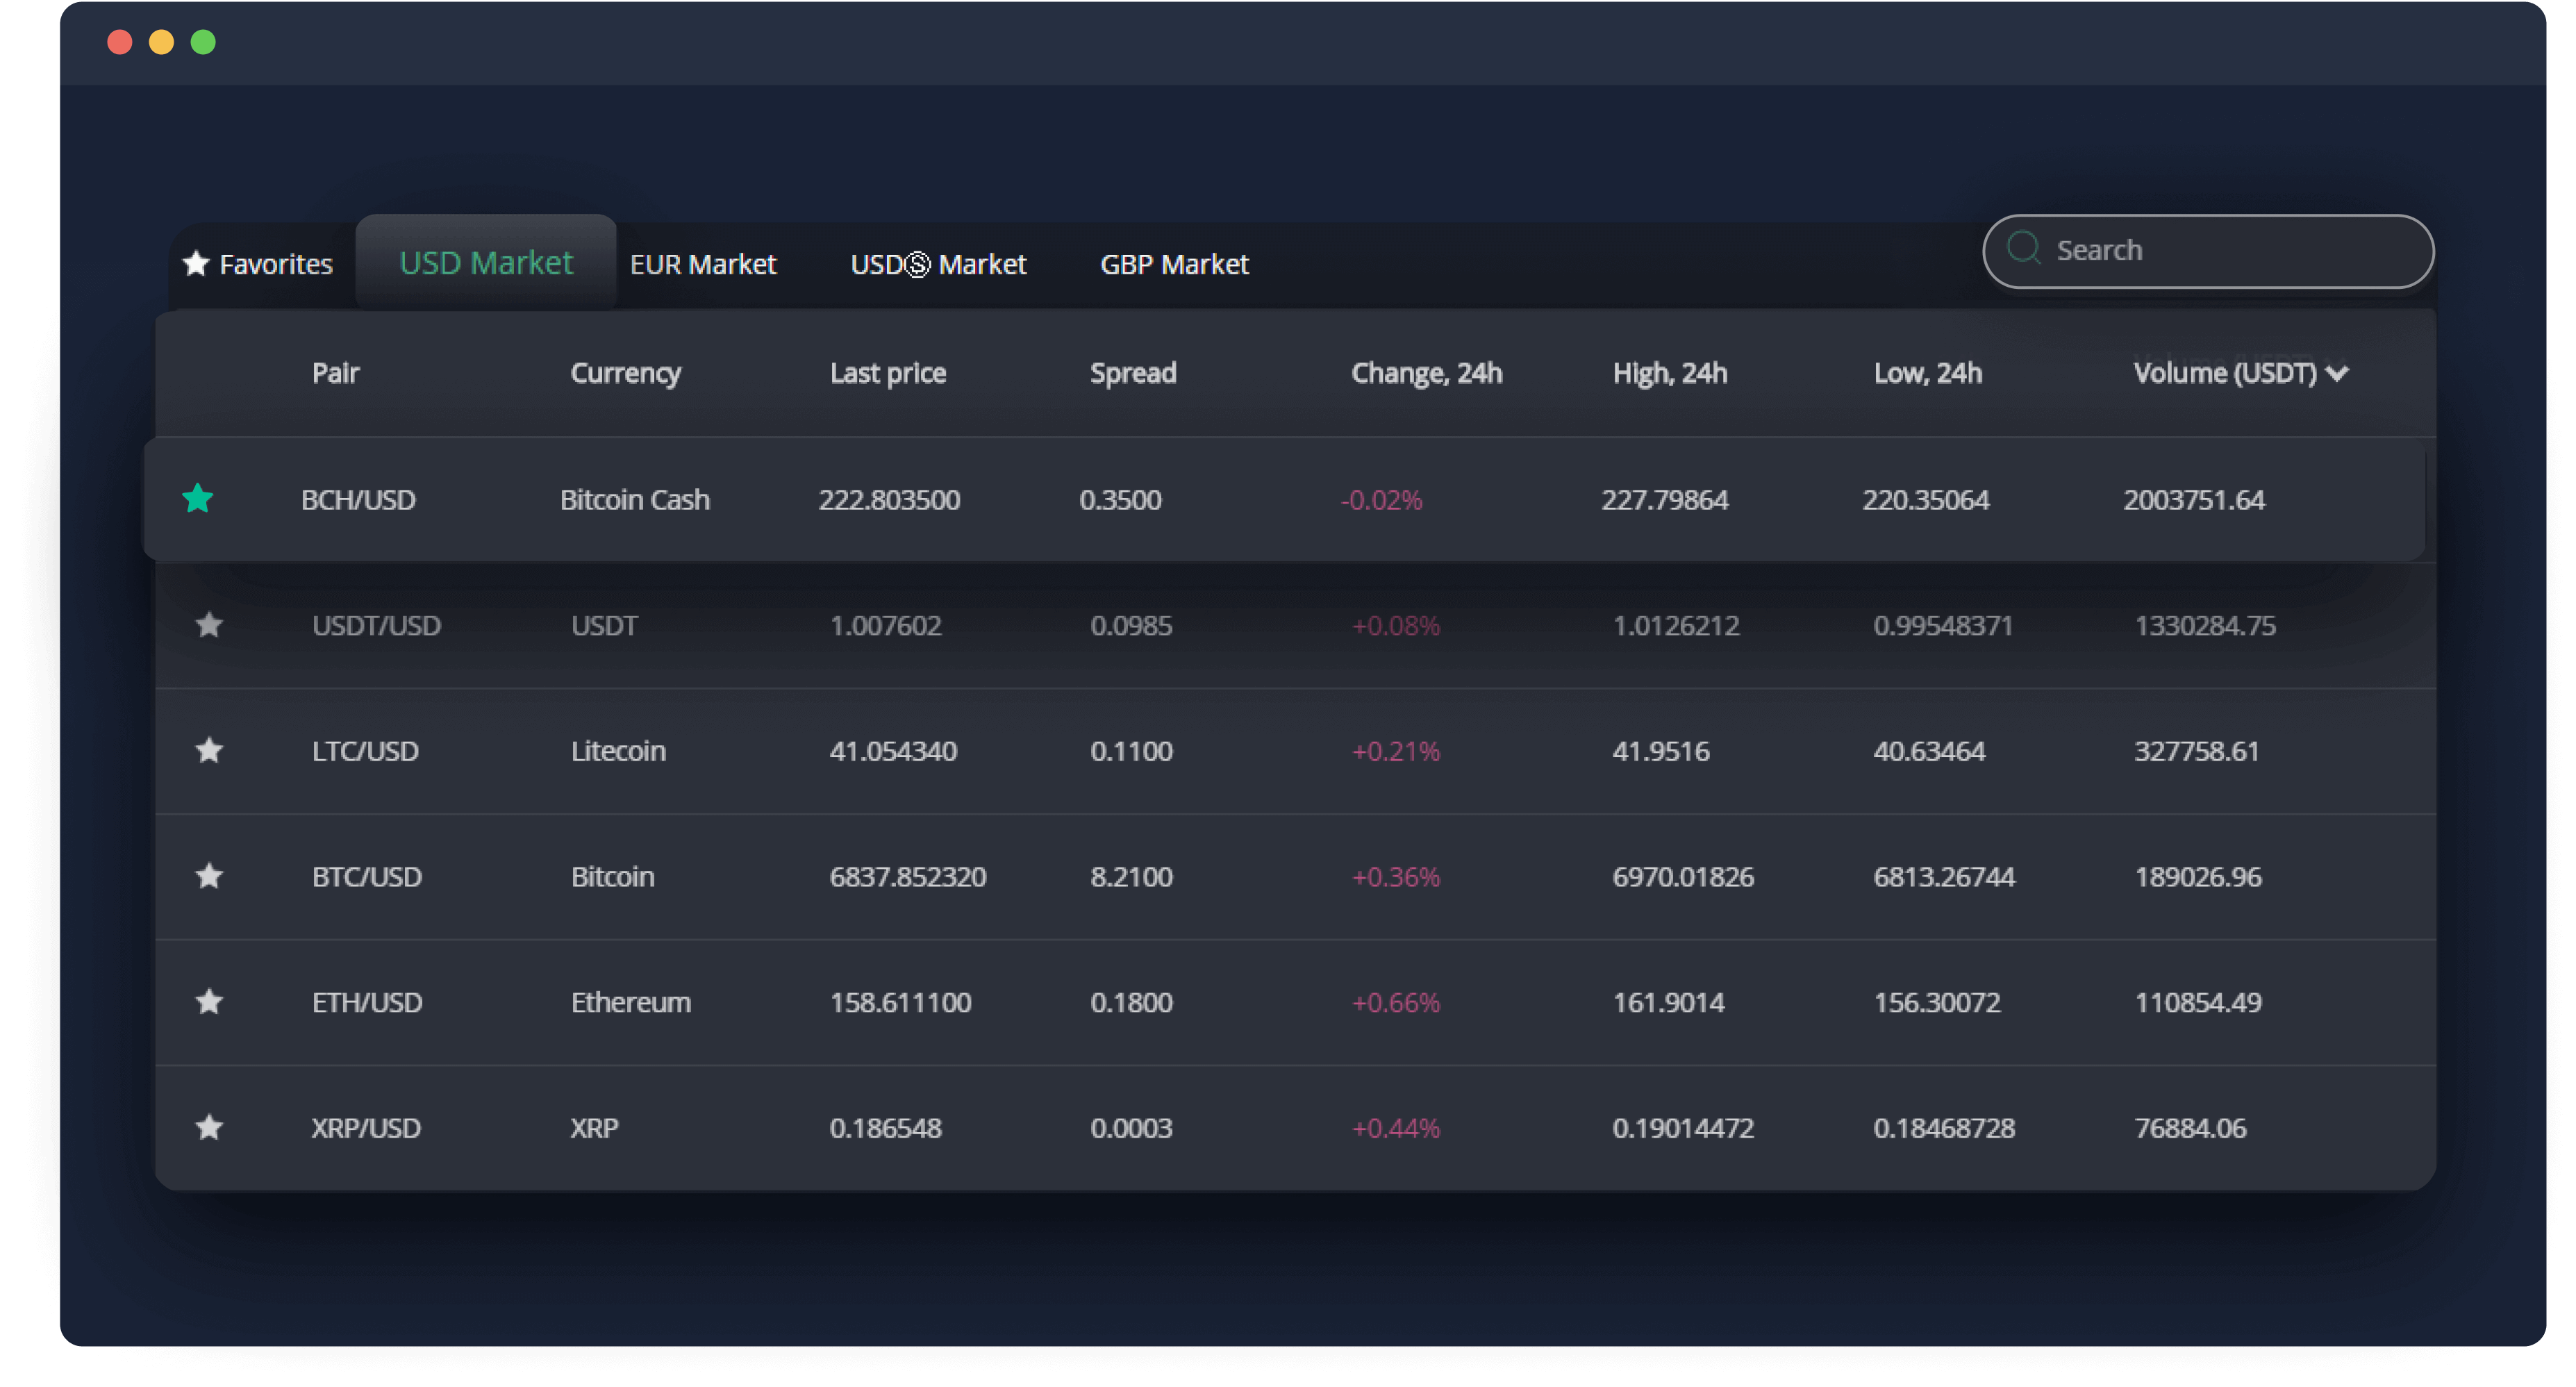 Favorites USD Market EUR Market USDⓈ Market GBP Market Search
Pair Currency Last price Spread Change, 24h High, 24h Low, 24h Volume (USDT)
BCH/USD Bitcoin Cash 222.803500 0.3500 -0.02% 227.79864 220.35064 2003751.64
USDT/USD USDT 1.007602 0.0985 +0.08% 1.0126212 0.99548371 1330284.75
LTC/USD Litecoin 41.054340 0.1100 +0.21% 41.9516 40.63464 327758.61
BTC/USD Bitcoin 6837.852320 8.2100 +0.36% 6970.01826 6813.26744 189026.96
ETH/USD Ethereum 158.611100 0.1800 +0.66% 161.9014 156.30072 110854.49
XRP/USD XRP 0.186548 0.0003 +0.44% 0.19014472 0.18468728 76884.06